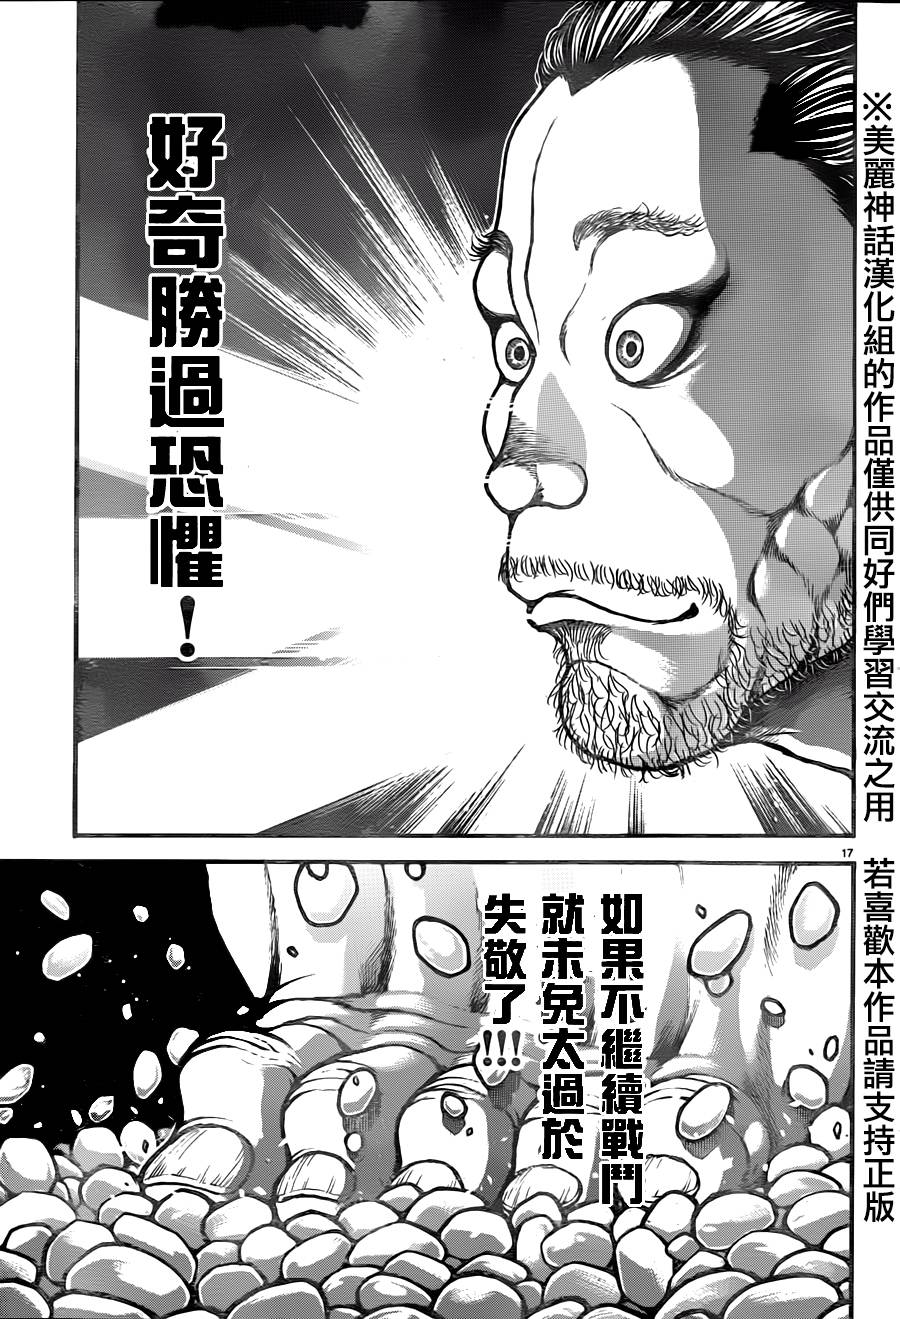 好奇勝過恐懼！
17
如果不繼續戰鬥
就未免太過於
失敬了!!!
※美麗神話漢化組的作品僅供同好們學習交流之用　若喜歡本作品請支持正版